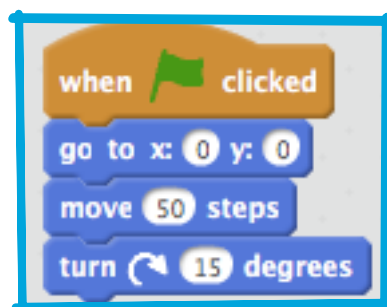 when clicked
go to x: 0 y: 0
move 50 steps
turn 15 degrees